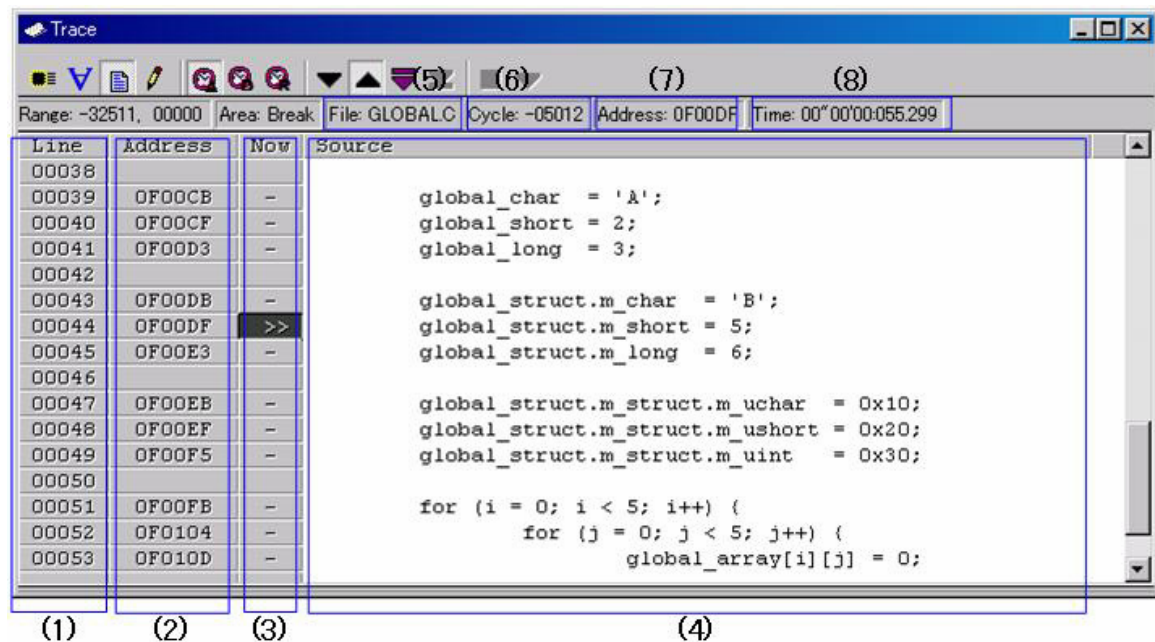 Trace
(5) (6) (7) (8)
Range: -32511, 00000 Area: Break File: GLOBAL.C Cycle: -05012 Address: 0F00DF Time: 00"00'00:055.299
Line Address Now Source
00038
00039 0F00CB - global_char = 'A';
00040 0F00CF - global_short = 2;
00041 0F00D3 - global_long = 3;
00042
00043 0F00DB - global_struct.m_char = 'B';
00044 0F00DF >> global_struct.m_short = 5;
00045 0F00E3 - global_struct.m_long = 6;
00046
00047 0F00EB - global_struct.m_struct.m_uchar = 0x10;
00048 0F00EF - global_struct.m_struct.m_ushort = 0x20;
00049 0F00F5 - global_struct.m_struct.m_uint = 0x30;
00050
00051 0F00FB - for (i = 0; i < 5; i++) {
00052 0F0104 - for (j = 0; j < 5; j++) {
00053 0F010D - global_array[i][j] = 0;
(1) (2) (3) (4)